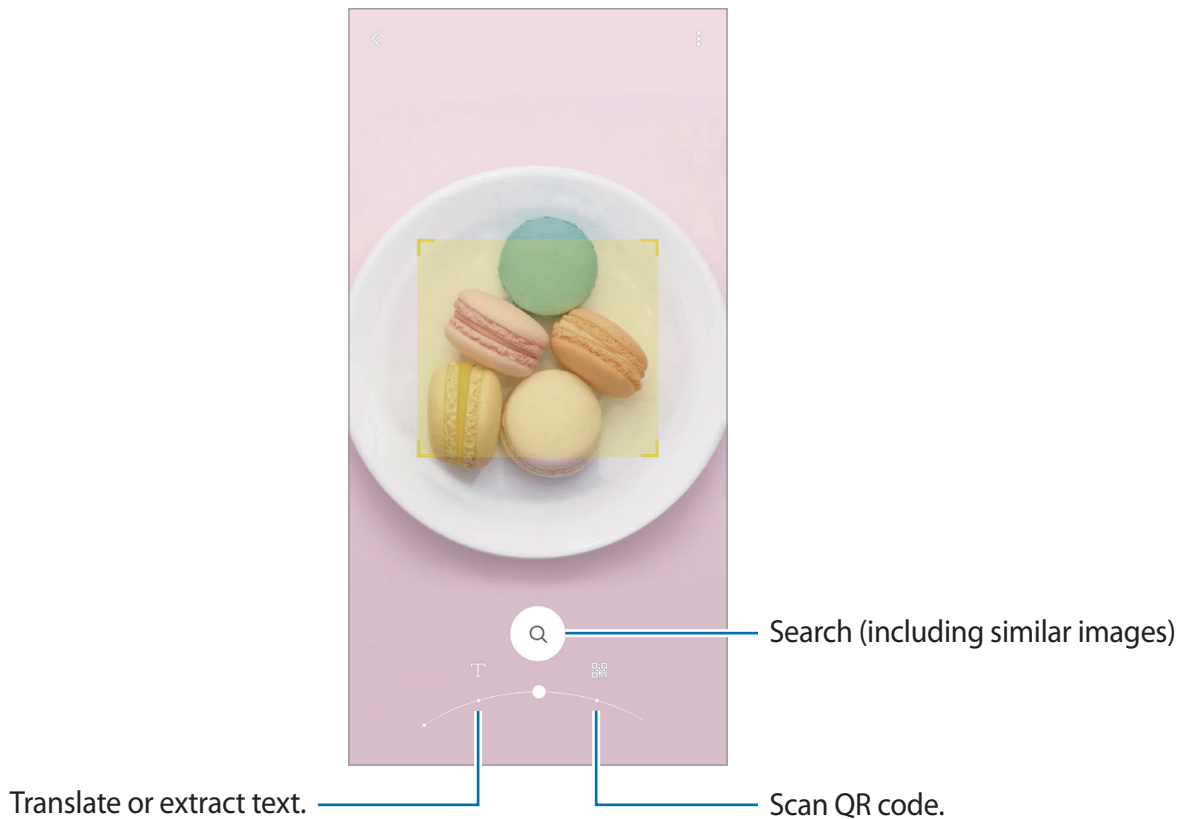 Search (including similar images)
T
Translate or extract text.
Scan QR code.